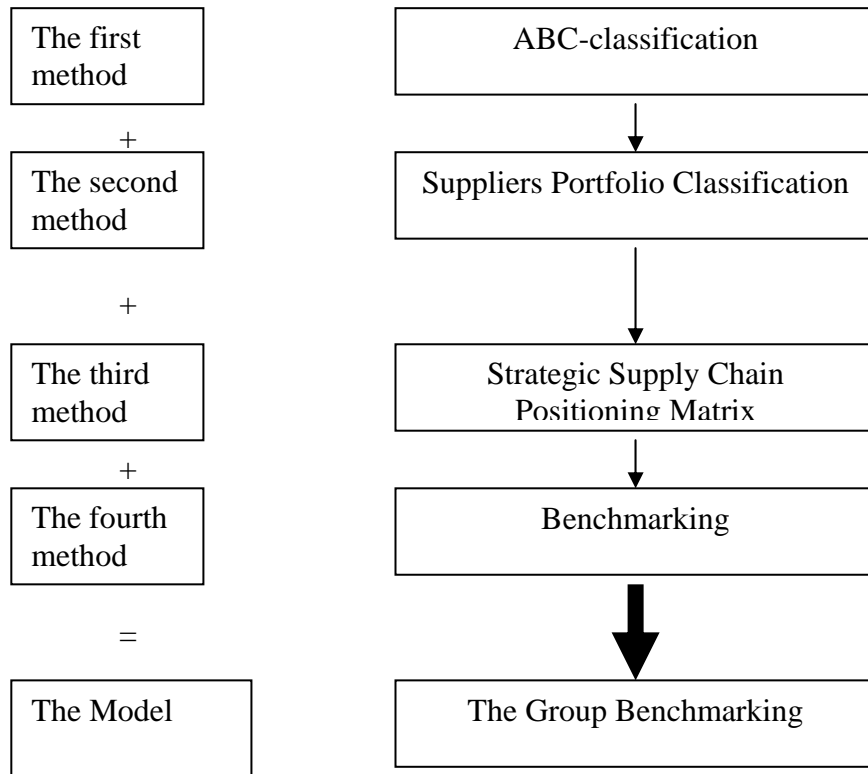 The first
method
ABC-classification
+
The second
method
Suppliers Portfolio Classification
+
The third
method
Strategic Supply Chain
Positioning Matrix
+
The fourth
method
Benchmarking
=
The Model
The Group Benchmarking